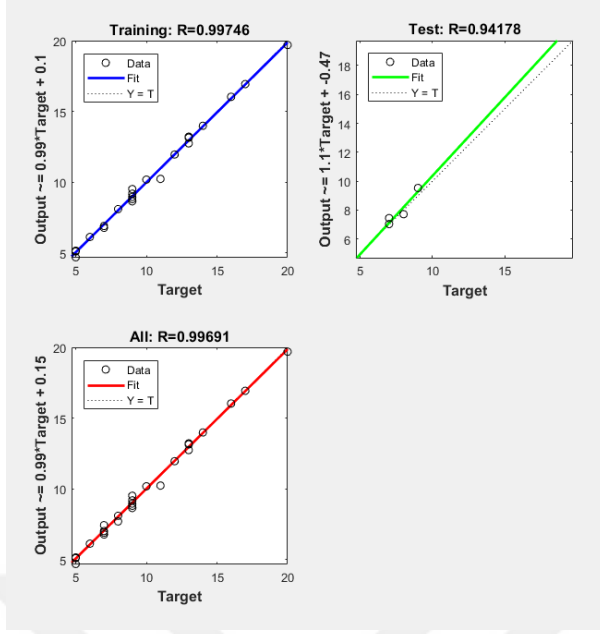 Training: R=0.99746
Output ~= 0.99*Target + 0.1
20
15
10
5
Data
Fit
Y = T
5
10
15
20
Target
Test: R=0.94178
Output ~= 1.1*Target + -0.47
18
16
14
12
10
8
6
Data
Fit
Y = T
5
10
15
Target
All: R=0.99691
Output ~= 0.99*Target + 0.15
20
15
10
5
Data
Fit
Y = T
5
10
15
20
Target